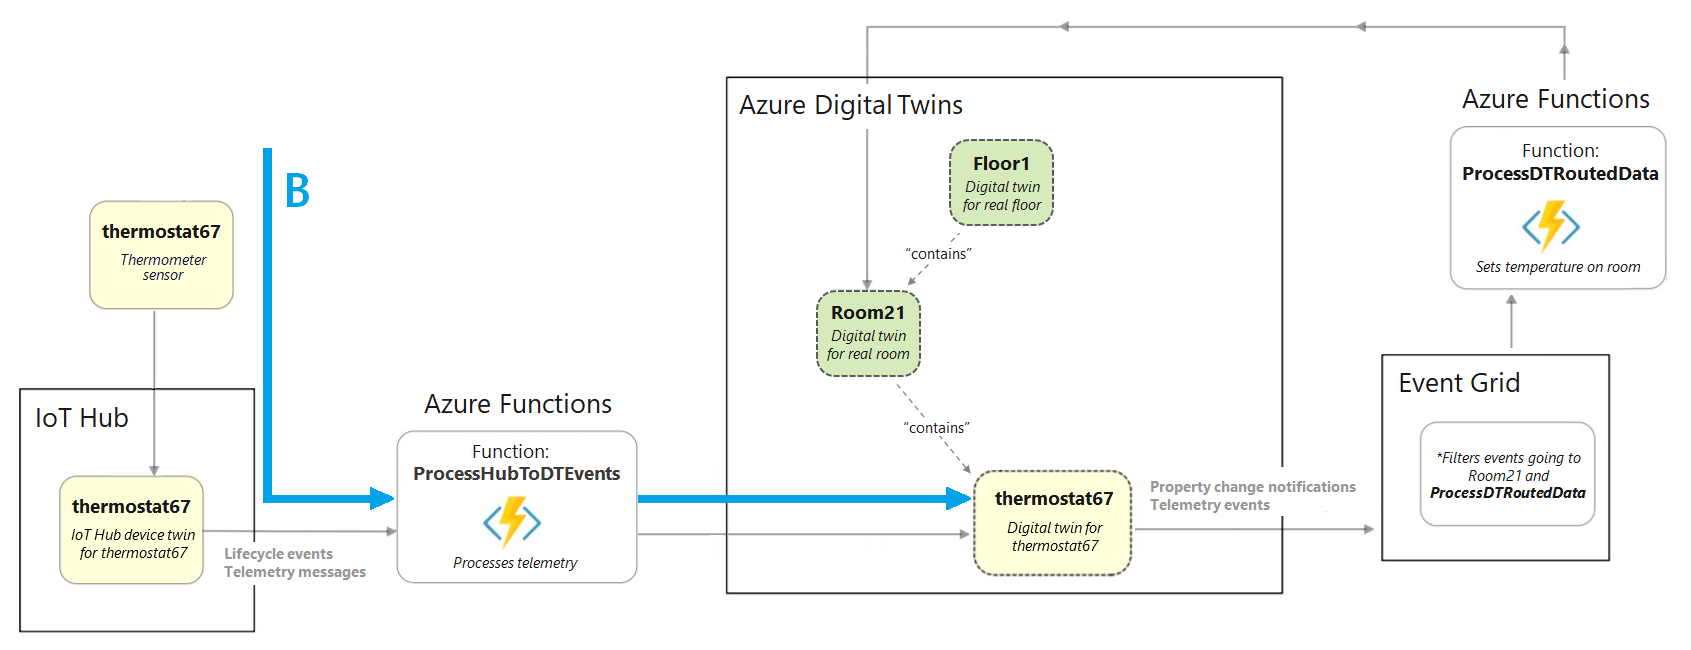 B
thermostat67
Thermometer
sensor
IoT Hub
thermostat67
IoT Hub device twin
for thermostat67
Lifecycle events
Telemetry messages
Azure Functions
Function:
ProcessHubToDTEvents
Processes telemetry
Azure Digital Twins
Floor1
Digital twin
for real floor
“contains”
Room21
Digital twin
for real room
“contains”
thermostat67
Digital twin for
thermostat67
Property change notifications
Telemetry events
Event Grid
*Filters events going to
Room21 and
ProcessDTRoutedData
Azure Functions
Function:
ProcessDTRoutedData
Sets temperature on room